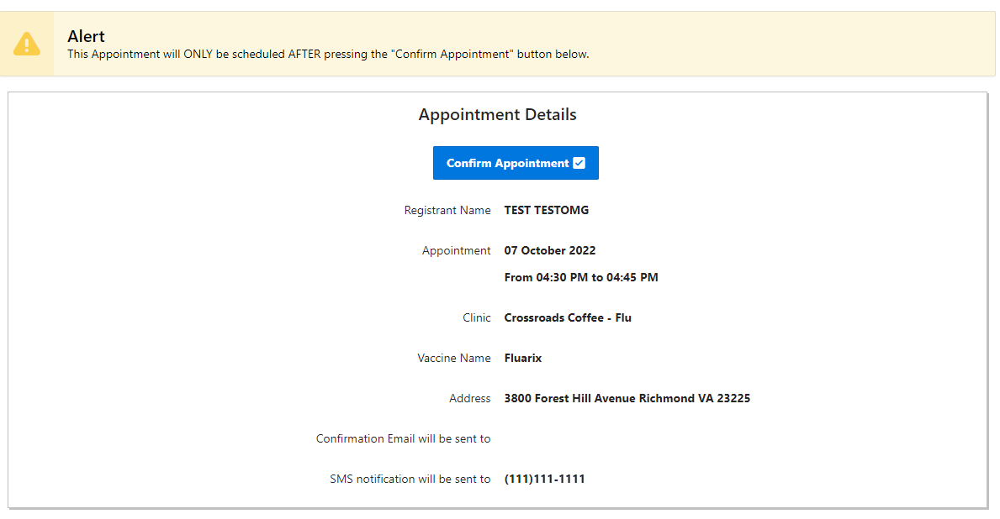 Alert
This Appointment will ONLY be scheduled AFTER pressing the "Confirm Appointment" button below.
Appointment Details
Confirm Appointment
Registrant Name TEST TESTOMG
Appointment 07 October 2022
From 04:30 PM to 04:45 PM
Clinic Crossroads Coffee - Flu
Vaccine Name Fluarix
Address 3800 Forest Hill Avenue Richmond VA 23225
Confirmation Email will be sent to
SMS notification will be sent to (111)111-1111